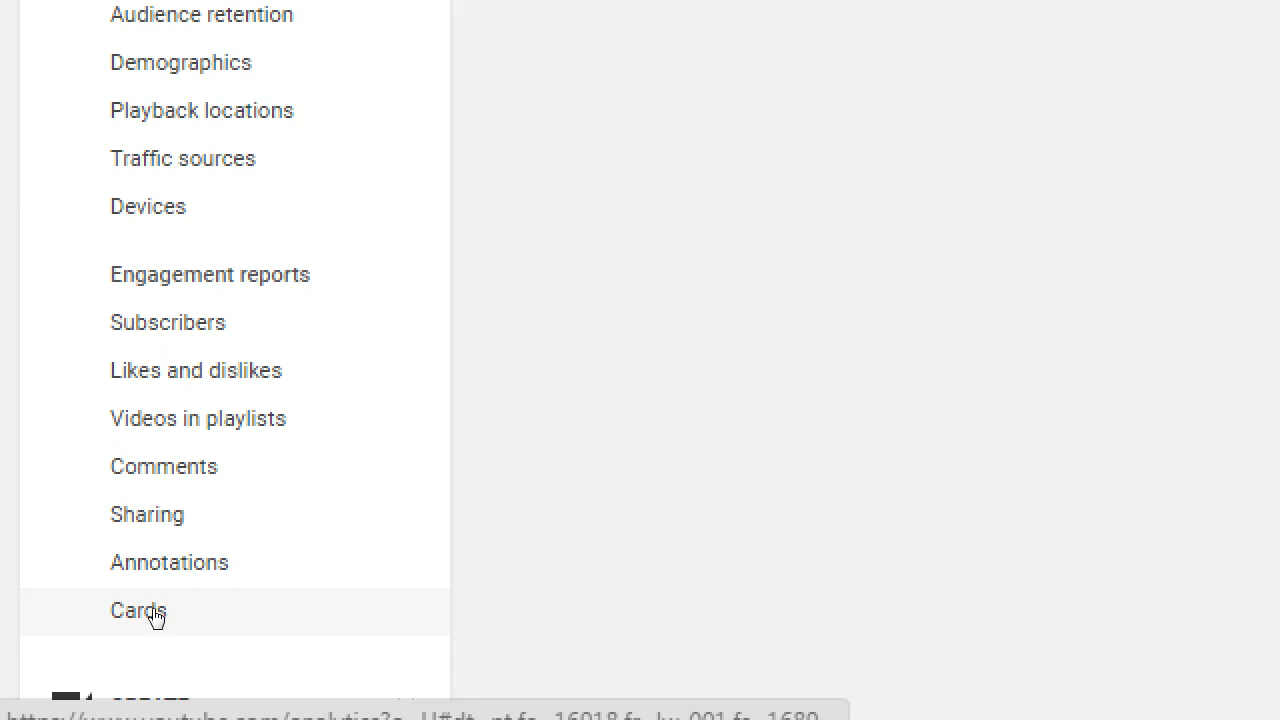 Audience retention
Demographics
Playback locations
Traffic sources
Devices
Engagement reports
Subscribers
Likes and dislikes
Videos in playlists
Comments
Sharing
Annotations
Cards